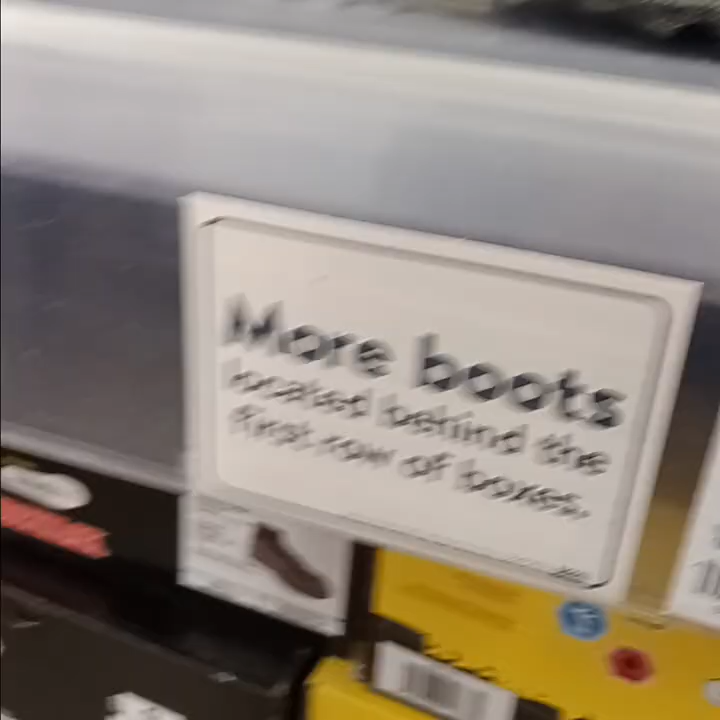 More boots
located behind the
first row of boxes.